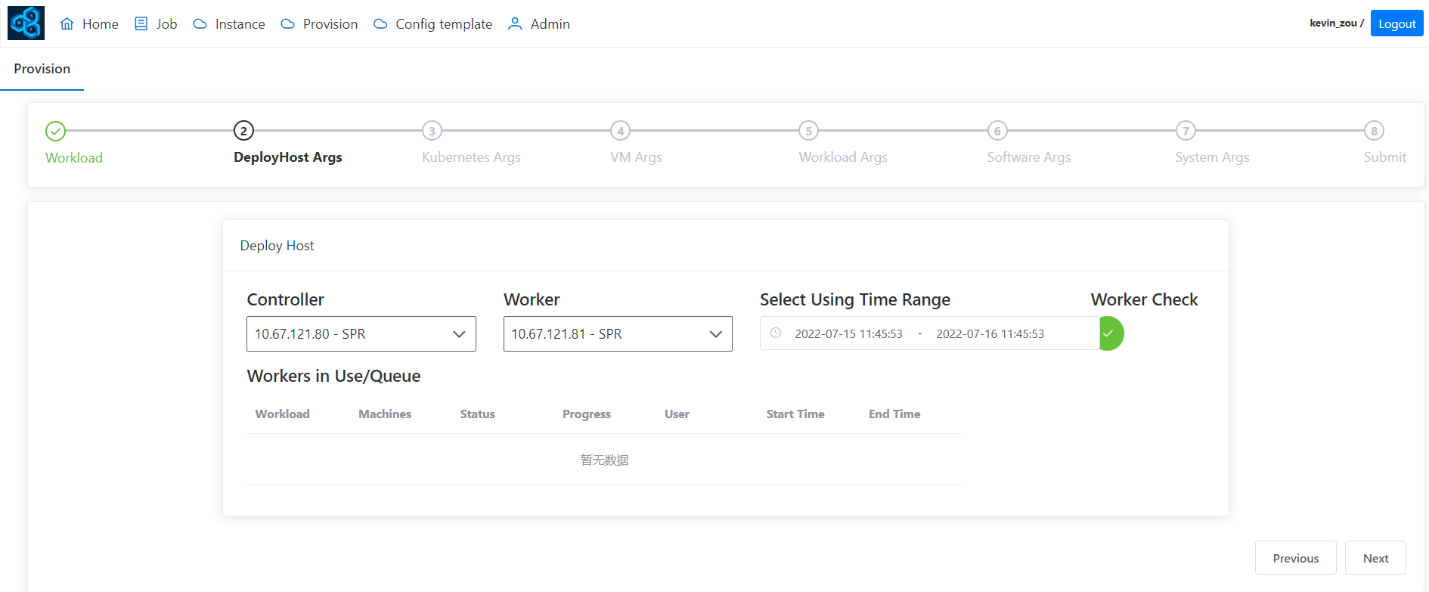 Home Job Instance Provision Config template Admin kevin_zou / Logout
Provision
2 3 4 5 6 7 8
Workload DeployHost Args Kubernetes Args VM Args Workload Args Software Args System Args Submit
Deploy Host
Controller Worker Select Using Time Range Worker Check
10.67.121.80 - SPR 10.67.121.81 - SPR 2022-07-15 11:45:53 - 2022-07-16 11:45:53
Workers in Use/Queue
Workload Machines Status Progress User Start Time End Time
暂无数据
Previous Next